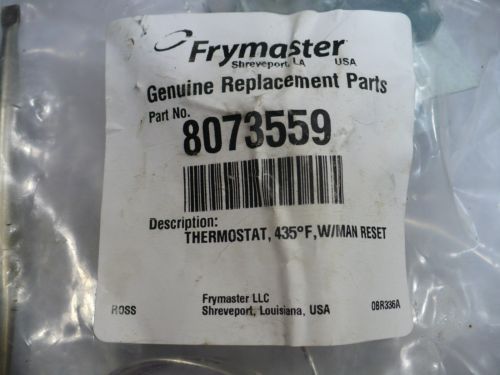 Frymaster
Shreveport, LA USA
Genuine Replacement Parts
Part No.
8073559
Description:
THERMOSTAT, 435°F, W/MAN RESET
Frymaster LLC
ROSS Shreveport, Louisiana, USA 08R336A